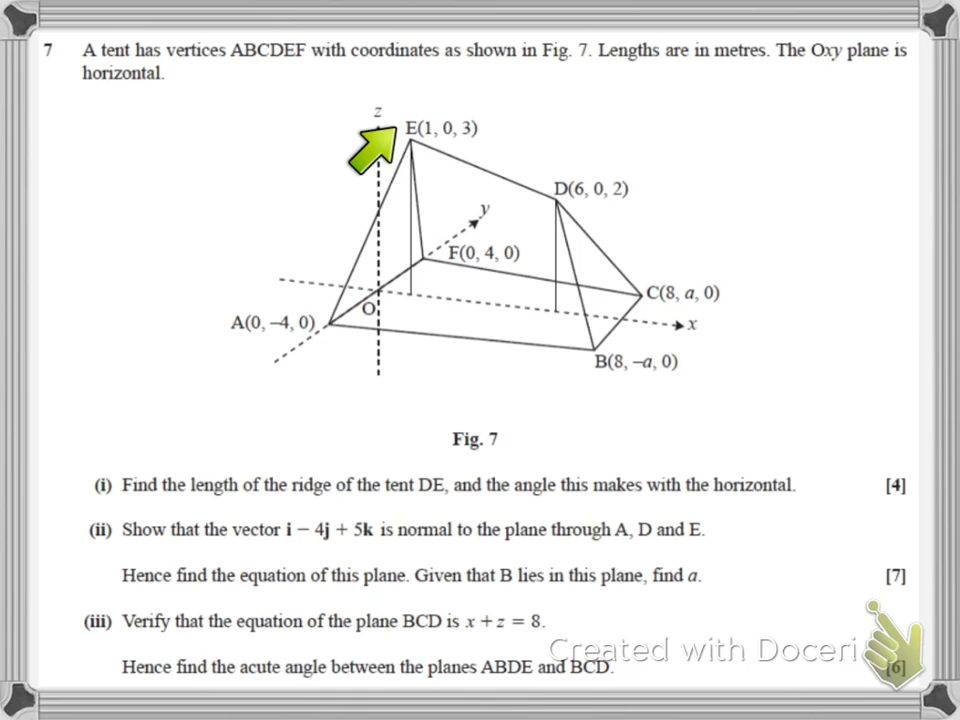 7 A tent has vertices ABCDEF with coordinates as shown in Fig. 7. Lengths are in metres. The Oxy plane is
horizontal.
z
E(1, 0, 3)
D(6, 0, 2)
y
F(0, 4, 0)
C(8, a, 0)
O
A(0, –4, 0)
x
B(8, –a, 0)
Fig. 7
(i) Find the length of the ridge of the tent DE, and the angle this makes with the horizontal. [4]
(ii) Show that the vector i − 4j + 5k is normal to the plane through A, D and E.
Hence find the equation of this plane. Given that B lies in this plane, find a. [7]
(iii) Verify that the equation of the plane BCD is x + z = 8.
Created with Doceri
Hence find the acute angle between the planes ABDE and BCD. [6]